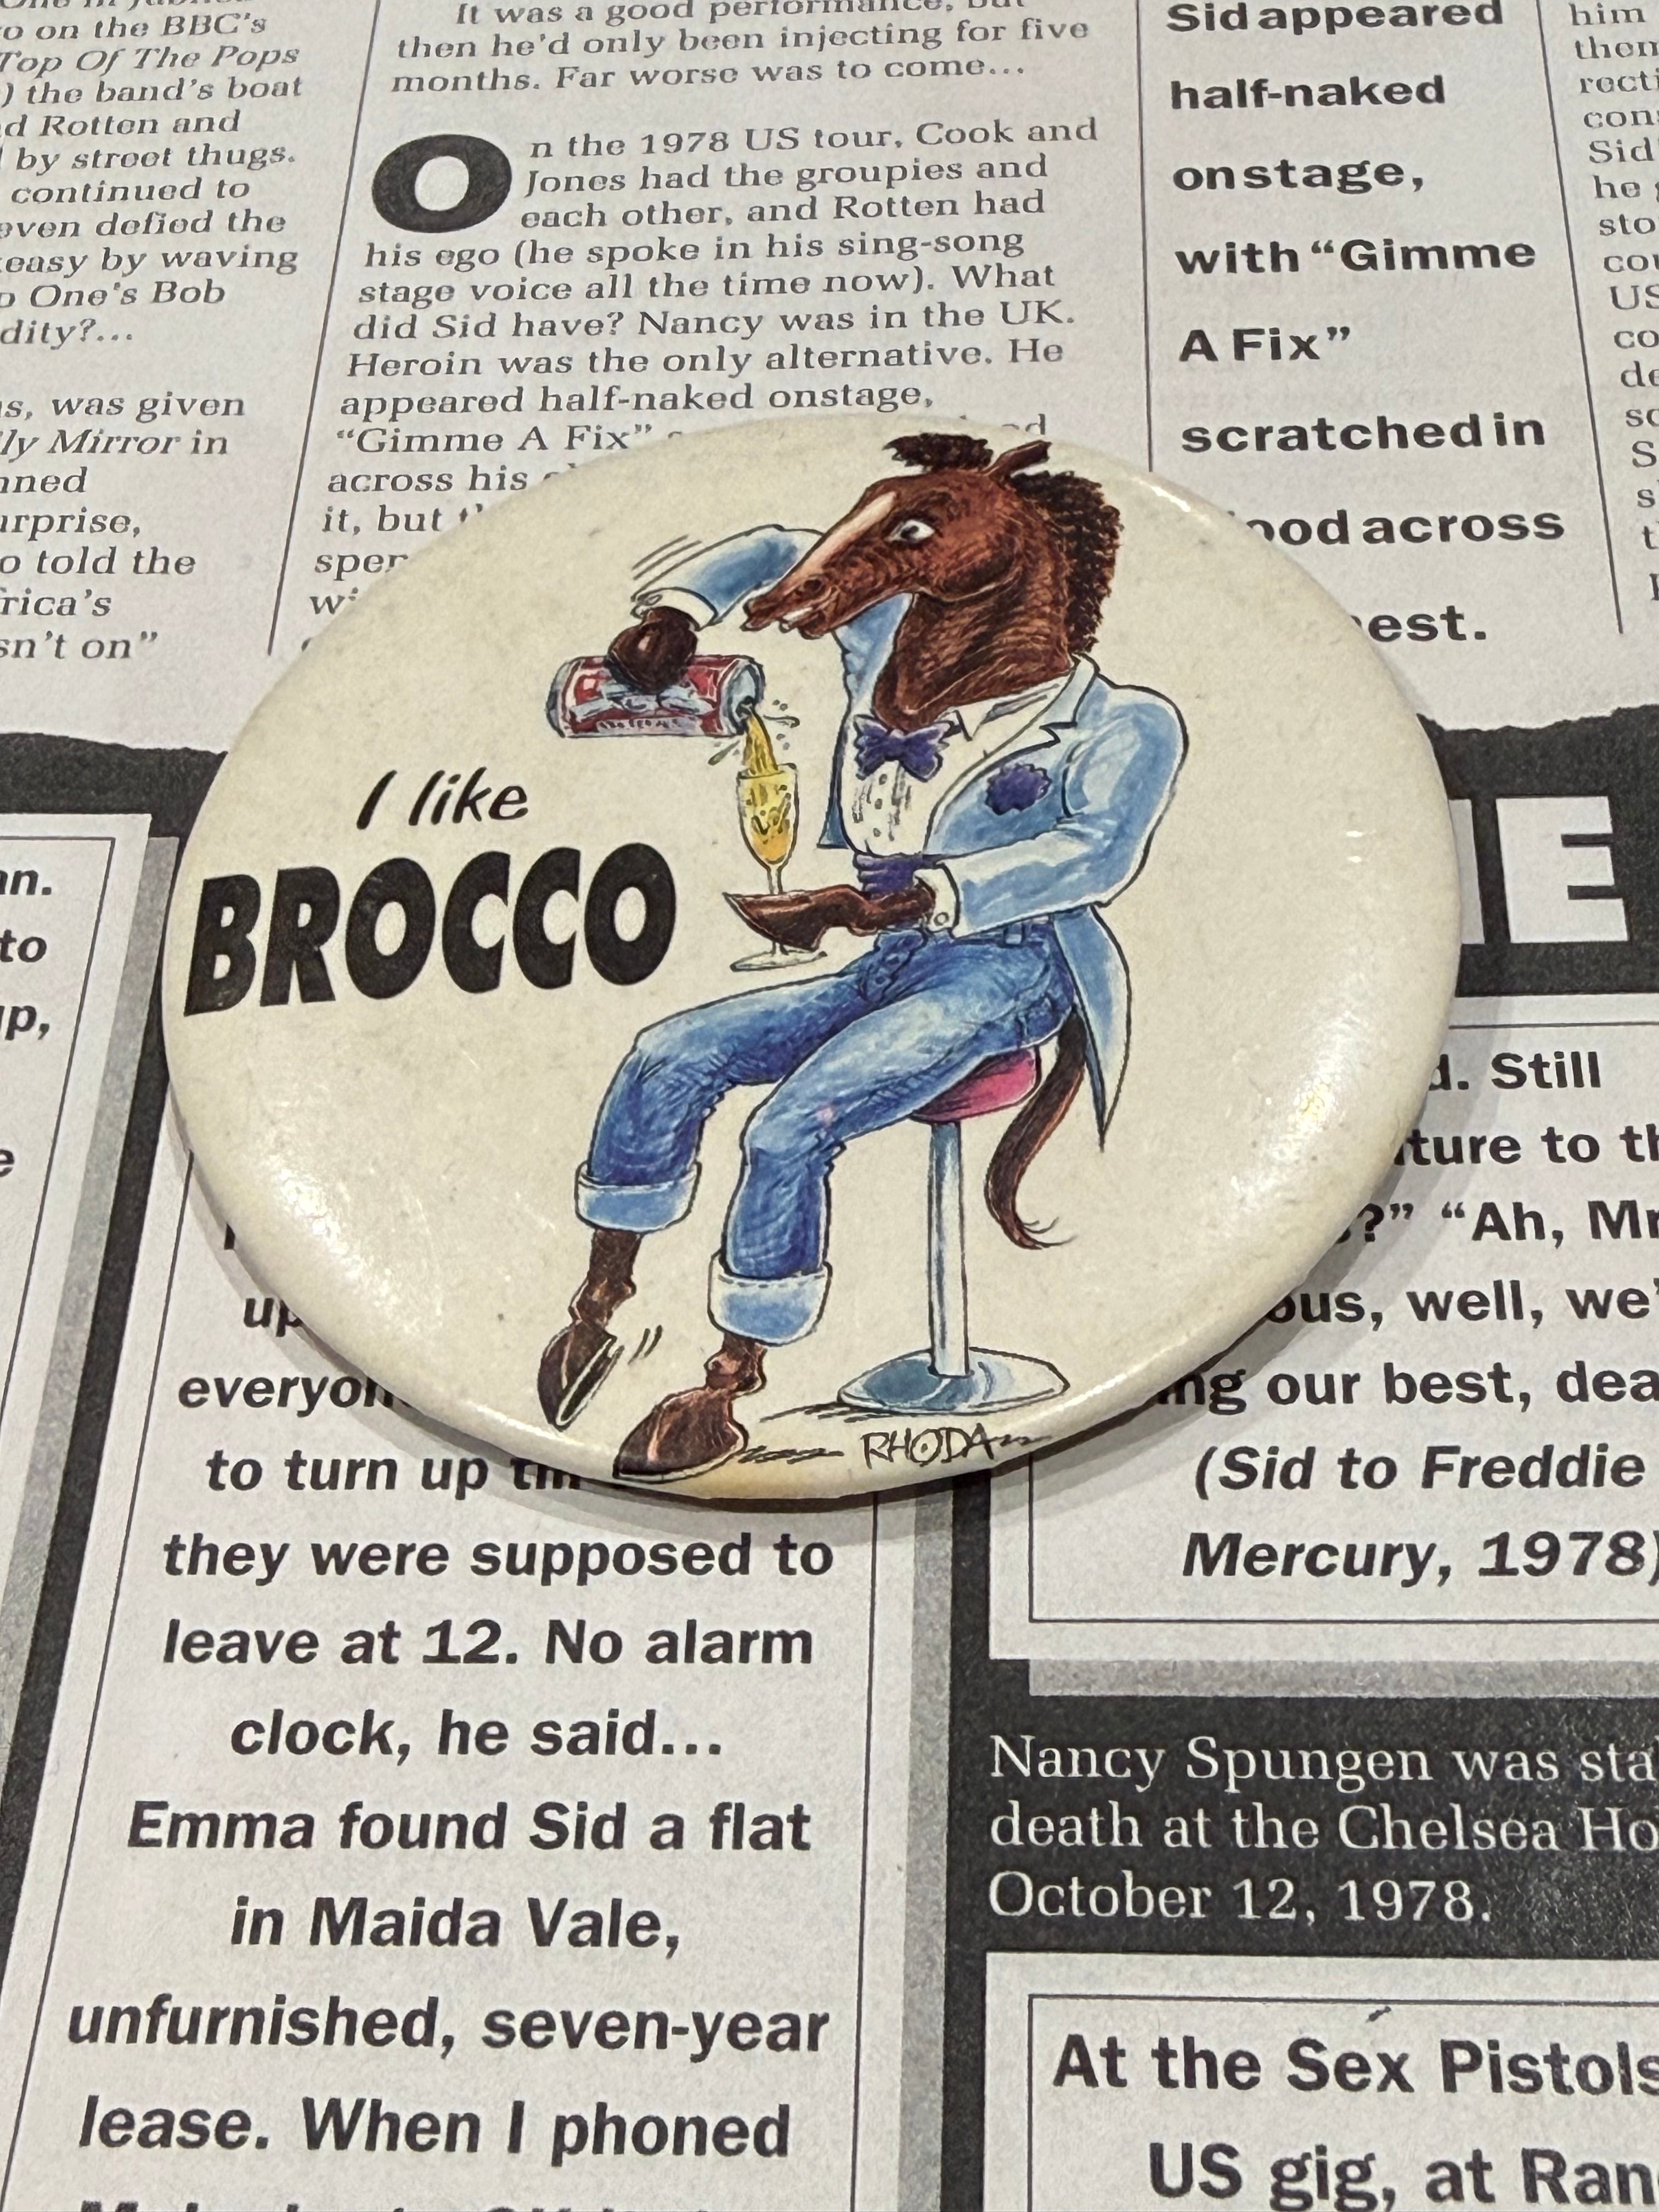 o on the BBC's
Top Of The Pops
) the band's boat
d Rotten and
by street thugs.
continued to
even defied the
easy by waving
One's Bob
dity?...
s, was given
ly Mirror in
nned
urprise,
o told the
rica's
sn't on"
It was a good performance, but
then he'd only been injecting for five
months. Far worse was to come...
On the 1978 US tour, Cook and
Jones had the groupies and
each other, and Rotten had
his ego (he spoke in his sing-song
stage voice all the time now). What
did Sid have? Nancy was in the UK.
Heroin was the only alternative. He
appeared half-naked onstage,
"Gimme A Fix"
across his
it, but
Sid appeared
half-naked
onstage,
with "Gimme
A Fix"
scratched in
ood across
est.
him
I like
BROCCO
RHODA
E
an.
to
up,
up
to turn up
they were supposed to
leave at 12. No alarm
clock, he said...
Emma found Sid a flat
in Maida Vale,
unfurnished, seven-year
lease. When I phoned
d. Still
ture to th
?" "Ah, Mr
ous, well, we'
ng our best, dea
(Sid to Freddie
Mercury, 1978)
Nancy Spungen was sta
death at the Chelsea Ho
October 12, 1978.
At the Sex Pistols
US gig, at Ran